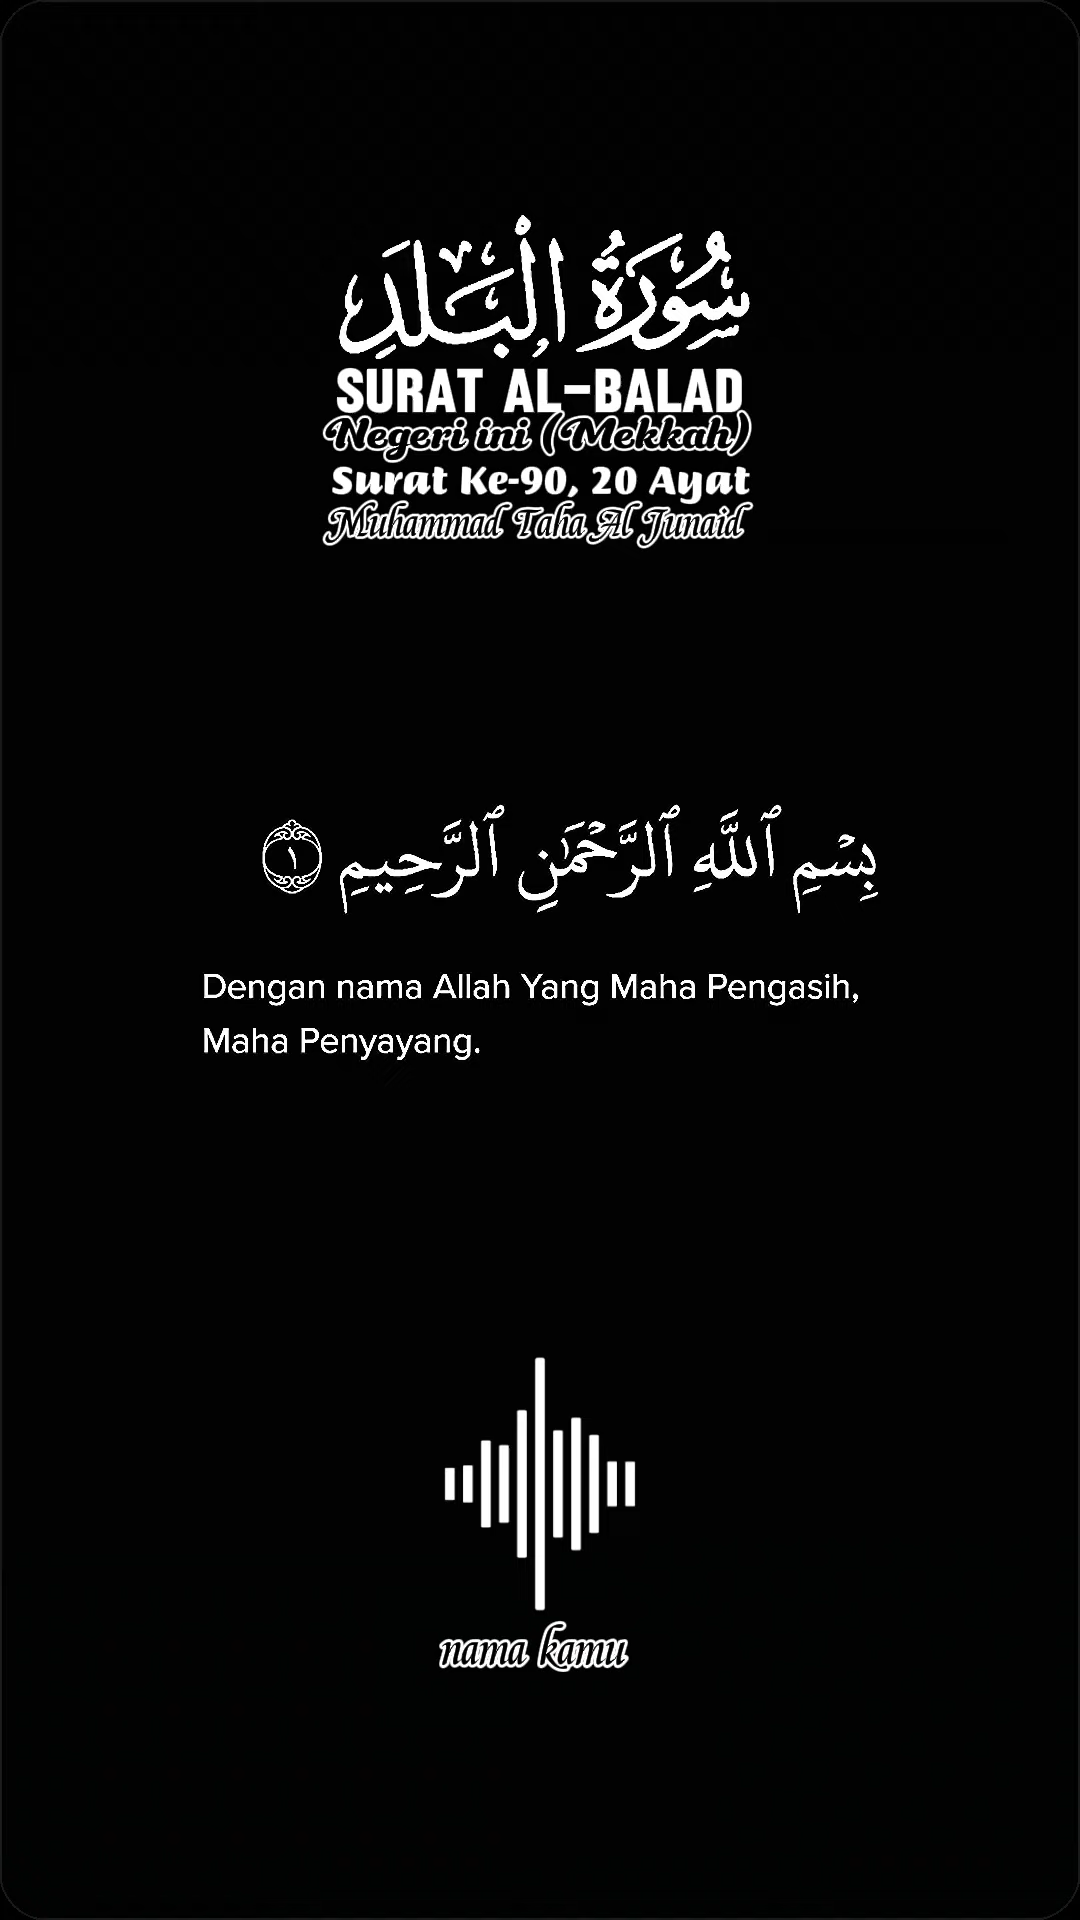 سُورَةُ الْبَلَدِ
SURAT AL-BALAD
Negeri ini (Mekkah)
Surat Ke-90, 20 Ayat
Muhammad Taha Al Junaid
بِسْمِ ٱللَّهِ ٱلرَّحْمَٰنِ ٱلرَّحِيمِ ١
Dengan nama Allah Yang Maha Pengasih,
Maha Penyayang.
nama kamu